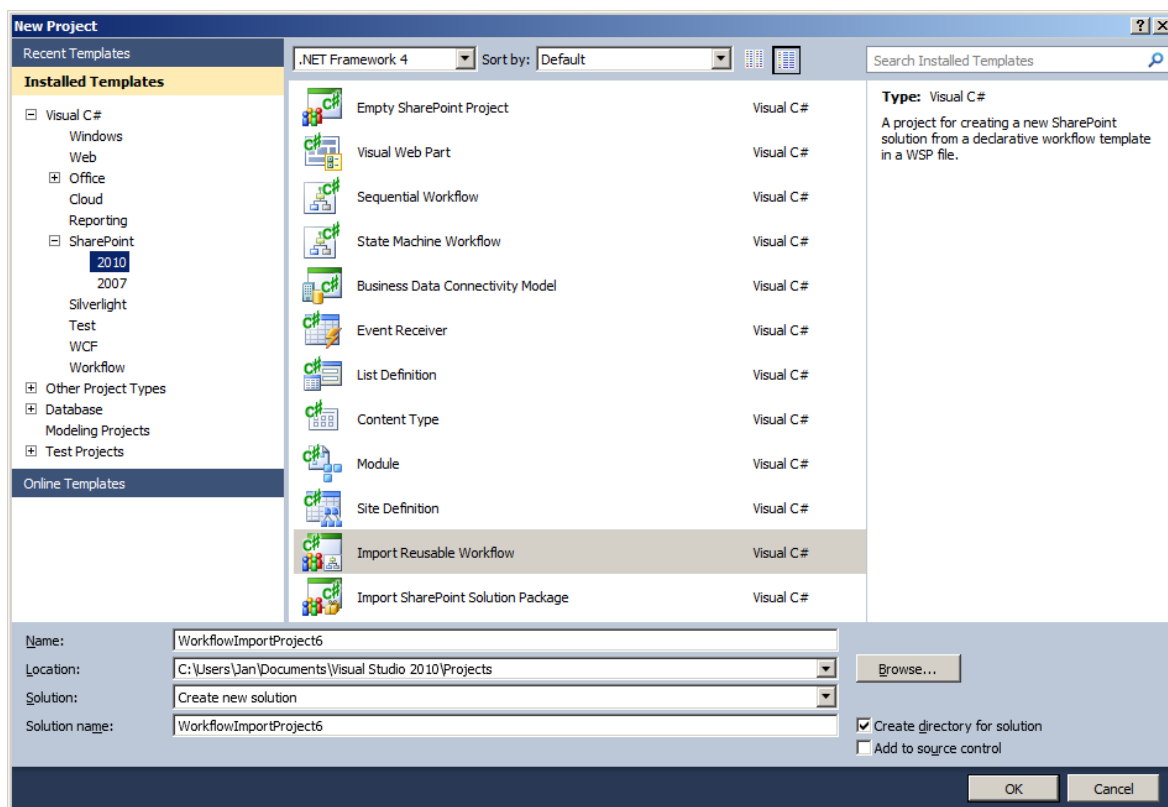 New Project
Recent Templates
Installed Templates
Visual C#
Windows
Web
Office
Cloud
Reporting
SharePoint
2010
2007
Silverlight
Test
WCF
Workflow
Other Project Types
Database
Modeling Projects
Test Projects
Online Templates
.NET Framework 4 Sort by: Default
Empty SharePoint Project Visual C#
Visual Web Part Visual C#
Sequential Workflow Visual C#
State Machine Workflow Visual C#
Business Data Connectivity Model Visual C#
Event Receiver Visual C#
List Definition Visual C#
Content Type Visual C#
Module Visual C#
Site Definition Visual C#
Import Reusable Workflow Visual C#
Import SharePoint Solution Package Visual C#
Search Installed Templates
Type: Visual C#
A project for creating a new SharePoint
solution from a declarative workflow template
in a WSP file.
Name: WorkflowImportProject6
Location: C:\Users\Jan\Documents\Visual Studio 2010\Projects Browse...
Solution: Create new solution
Solution name: WorkflowImportProject6 Create directory for solution
Add to source control
OK Cancel